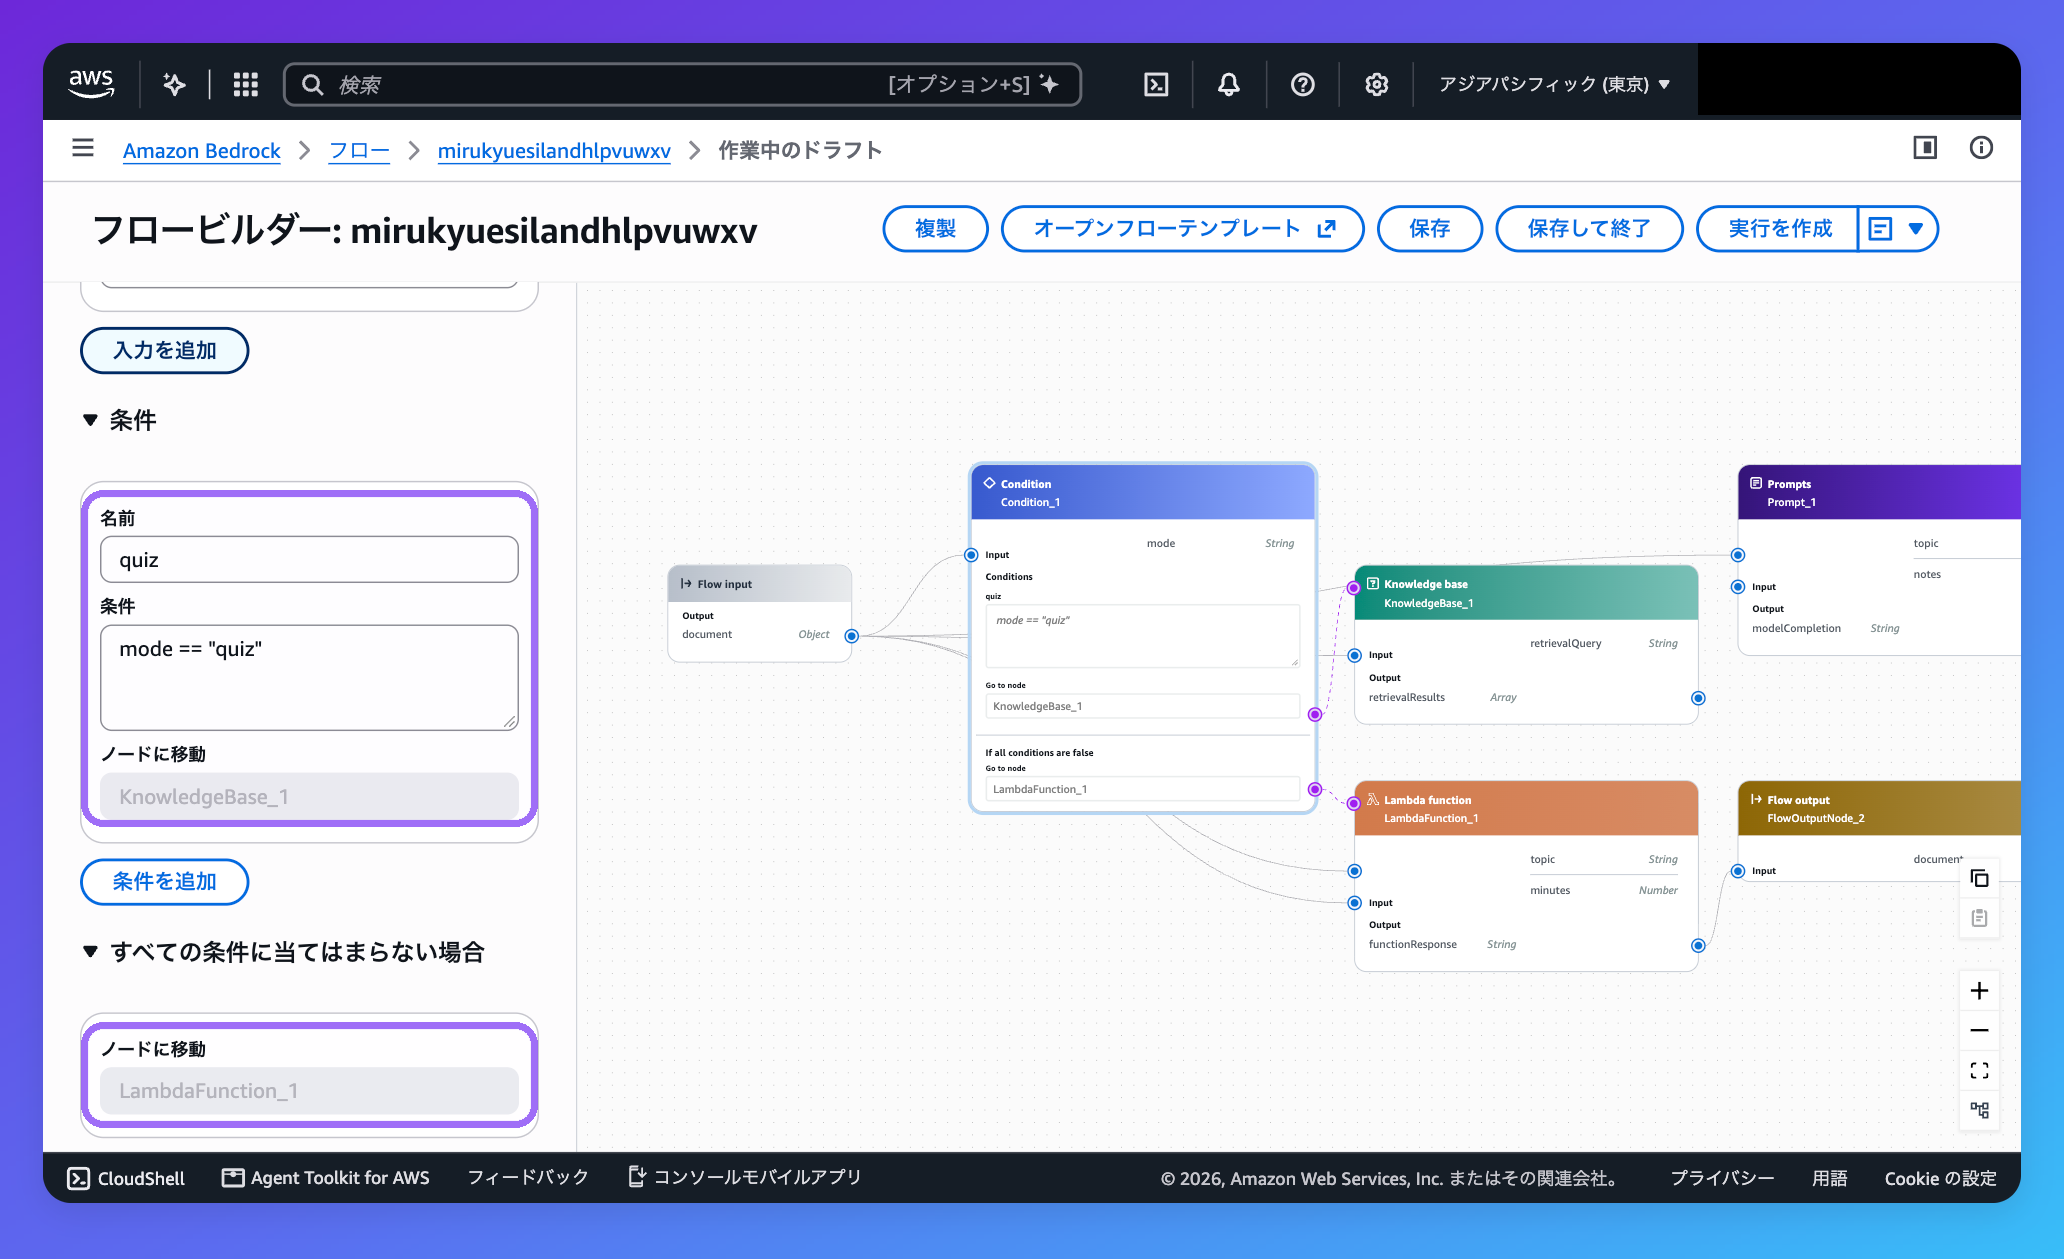 aws
検索
[オプション+S]
アジアパシフィック (東京)
Amazon Bedrock
フロー
mirukyuesilandhlpvuwxv
作業中のドラフト
フロービルダー: mirukyuesilandhlpvuwxv
複製
オープンフローテンプレート
保存
保存して終了
実行を作成
入力を追加
条件
名前
quiz
条件
mode == "quiz"
ノードに移動
KnowledgeBase_1
条件を追加
すべての条件に当てはまらない場合
ノードに移動
LambdaFunction_1
Flow input
Output
document Object
Condition
Condition_1
mode String
Input
Conditions
quiz
mode == "quiz"
Go to node
KnowledgeBase_1
If all conditions are false
Go to node
LambdaFunction_1
Knowledge base
KnowledgeBase_1
retrievalQuery String
Input
Output
retrievalResults Array
Lambda function
LambdaFunction_1
topic String
minutes Number
Input
Output
functionResponse String
Prompts
Prompt_1
topic
notes
Input
Output
modelCompletion String
Flow output
FlowOutputNode_2
document
Input
CloudShell
Agent Toolkit for AWS
フィードバック
コンソールモバイルアプリ
© 2026, Amazon Web Services, Inc. またはその関連会社。
プライバシー
用語
Cookie の設定